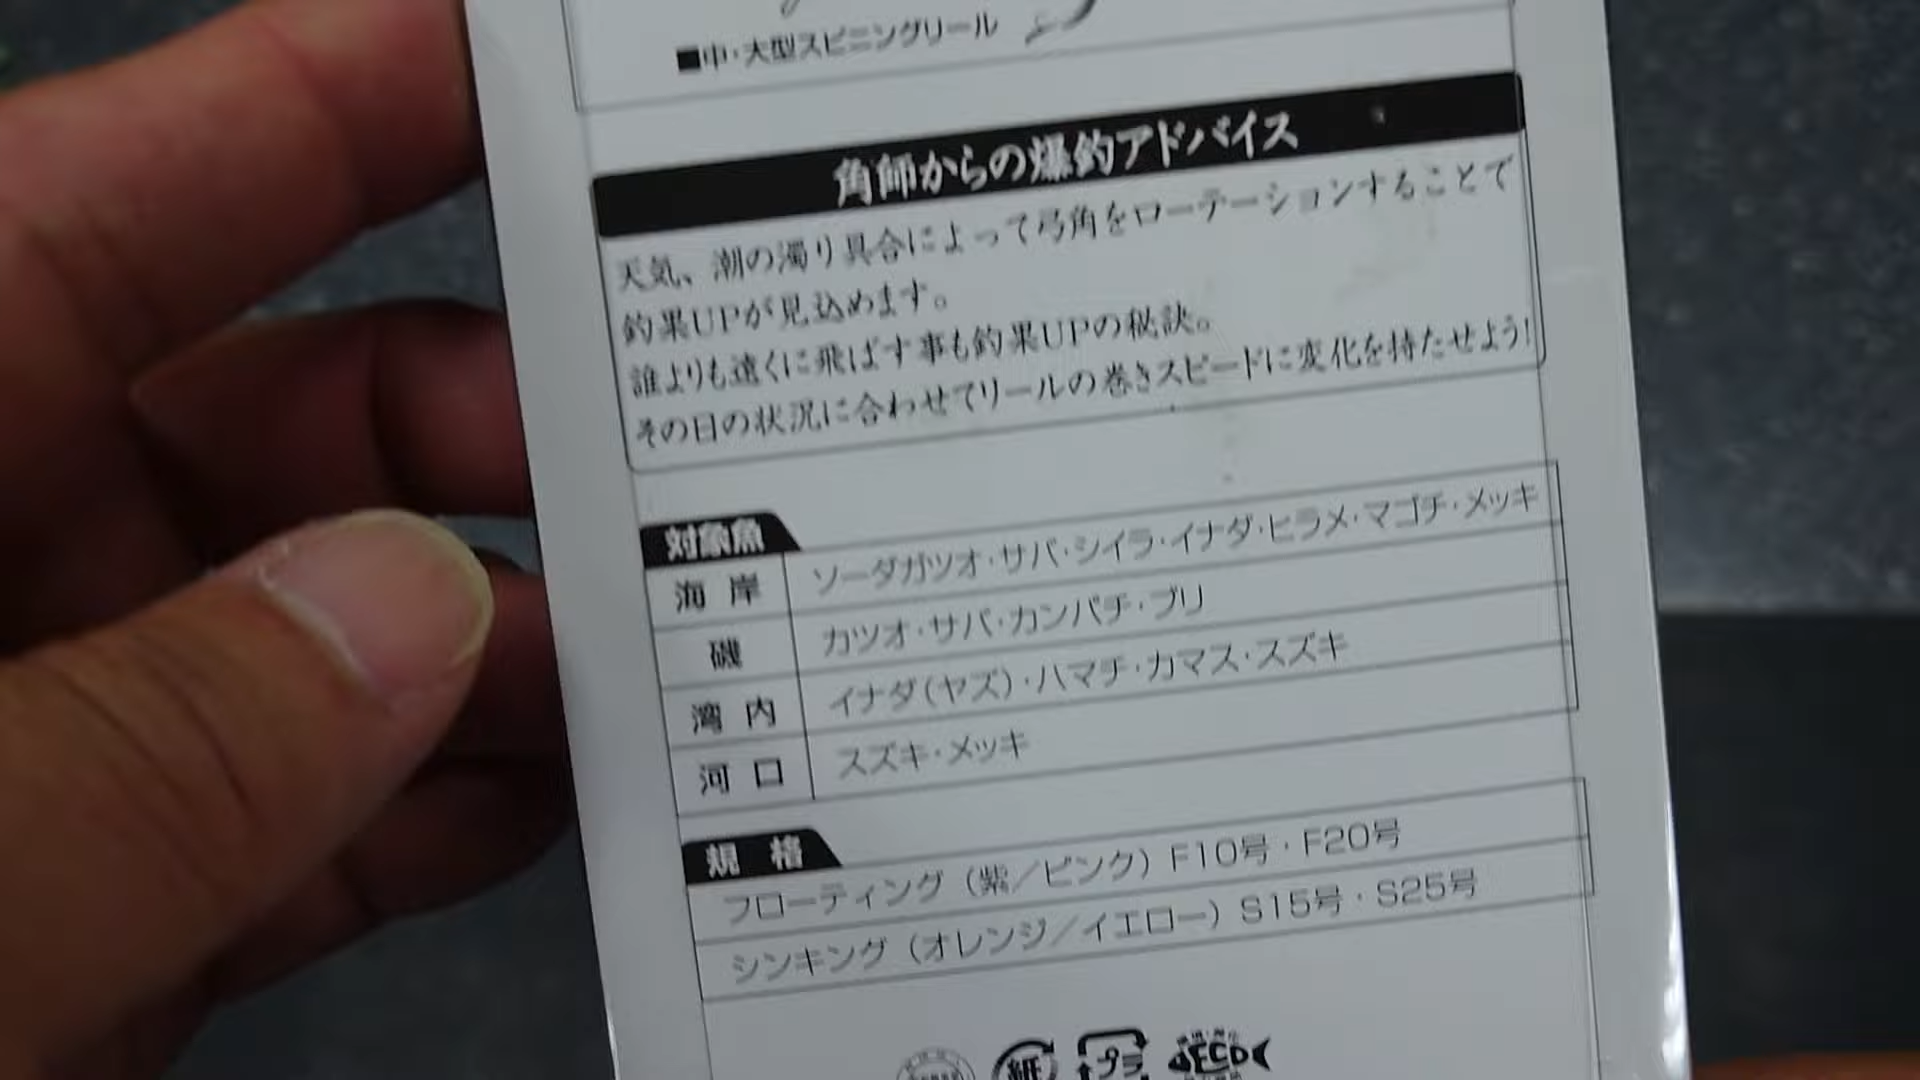 ■中・大型スピニングリール
角師からの爆釣アドバイス
天気、潮の濁り具合によって弓角をローテーションすることで
釣果UPが見込めます。
誰よりも遠くに飛ばす事も釣果UPの秘訣。
その日の状況に合わせてリールの巻きスピードに変化を持たせよう!
対象魚
海岸 ソーダガツオ・サバ・シイラ・イナダ・ヒラメ・マゴチ・メッキ
磯 カツオ・サバ・カンパチ・ブリ
湾内 イナダ(ヤズ)・ハマチ・カマス・スズキ
河口 スズキ・メッキ
規格
フローティング(紫/ピンク)F10号・F20号
シンキング(オレンジ/イエロー)S15号・S25号
紙 プラ ECO